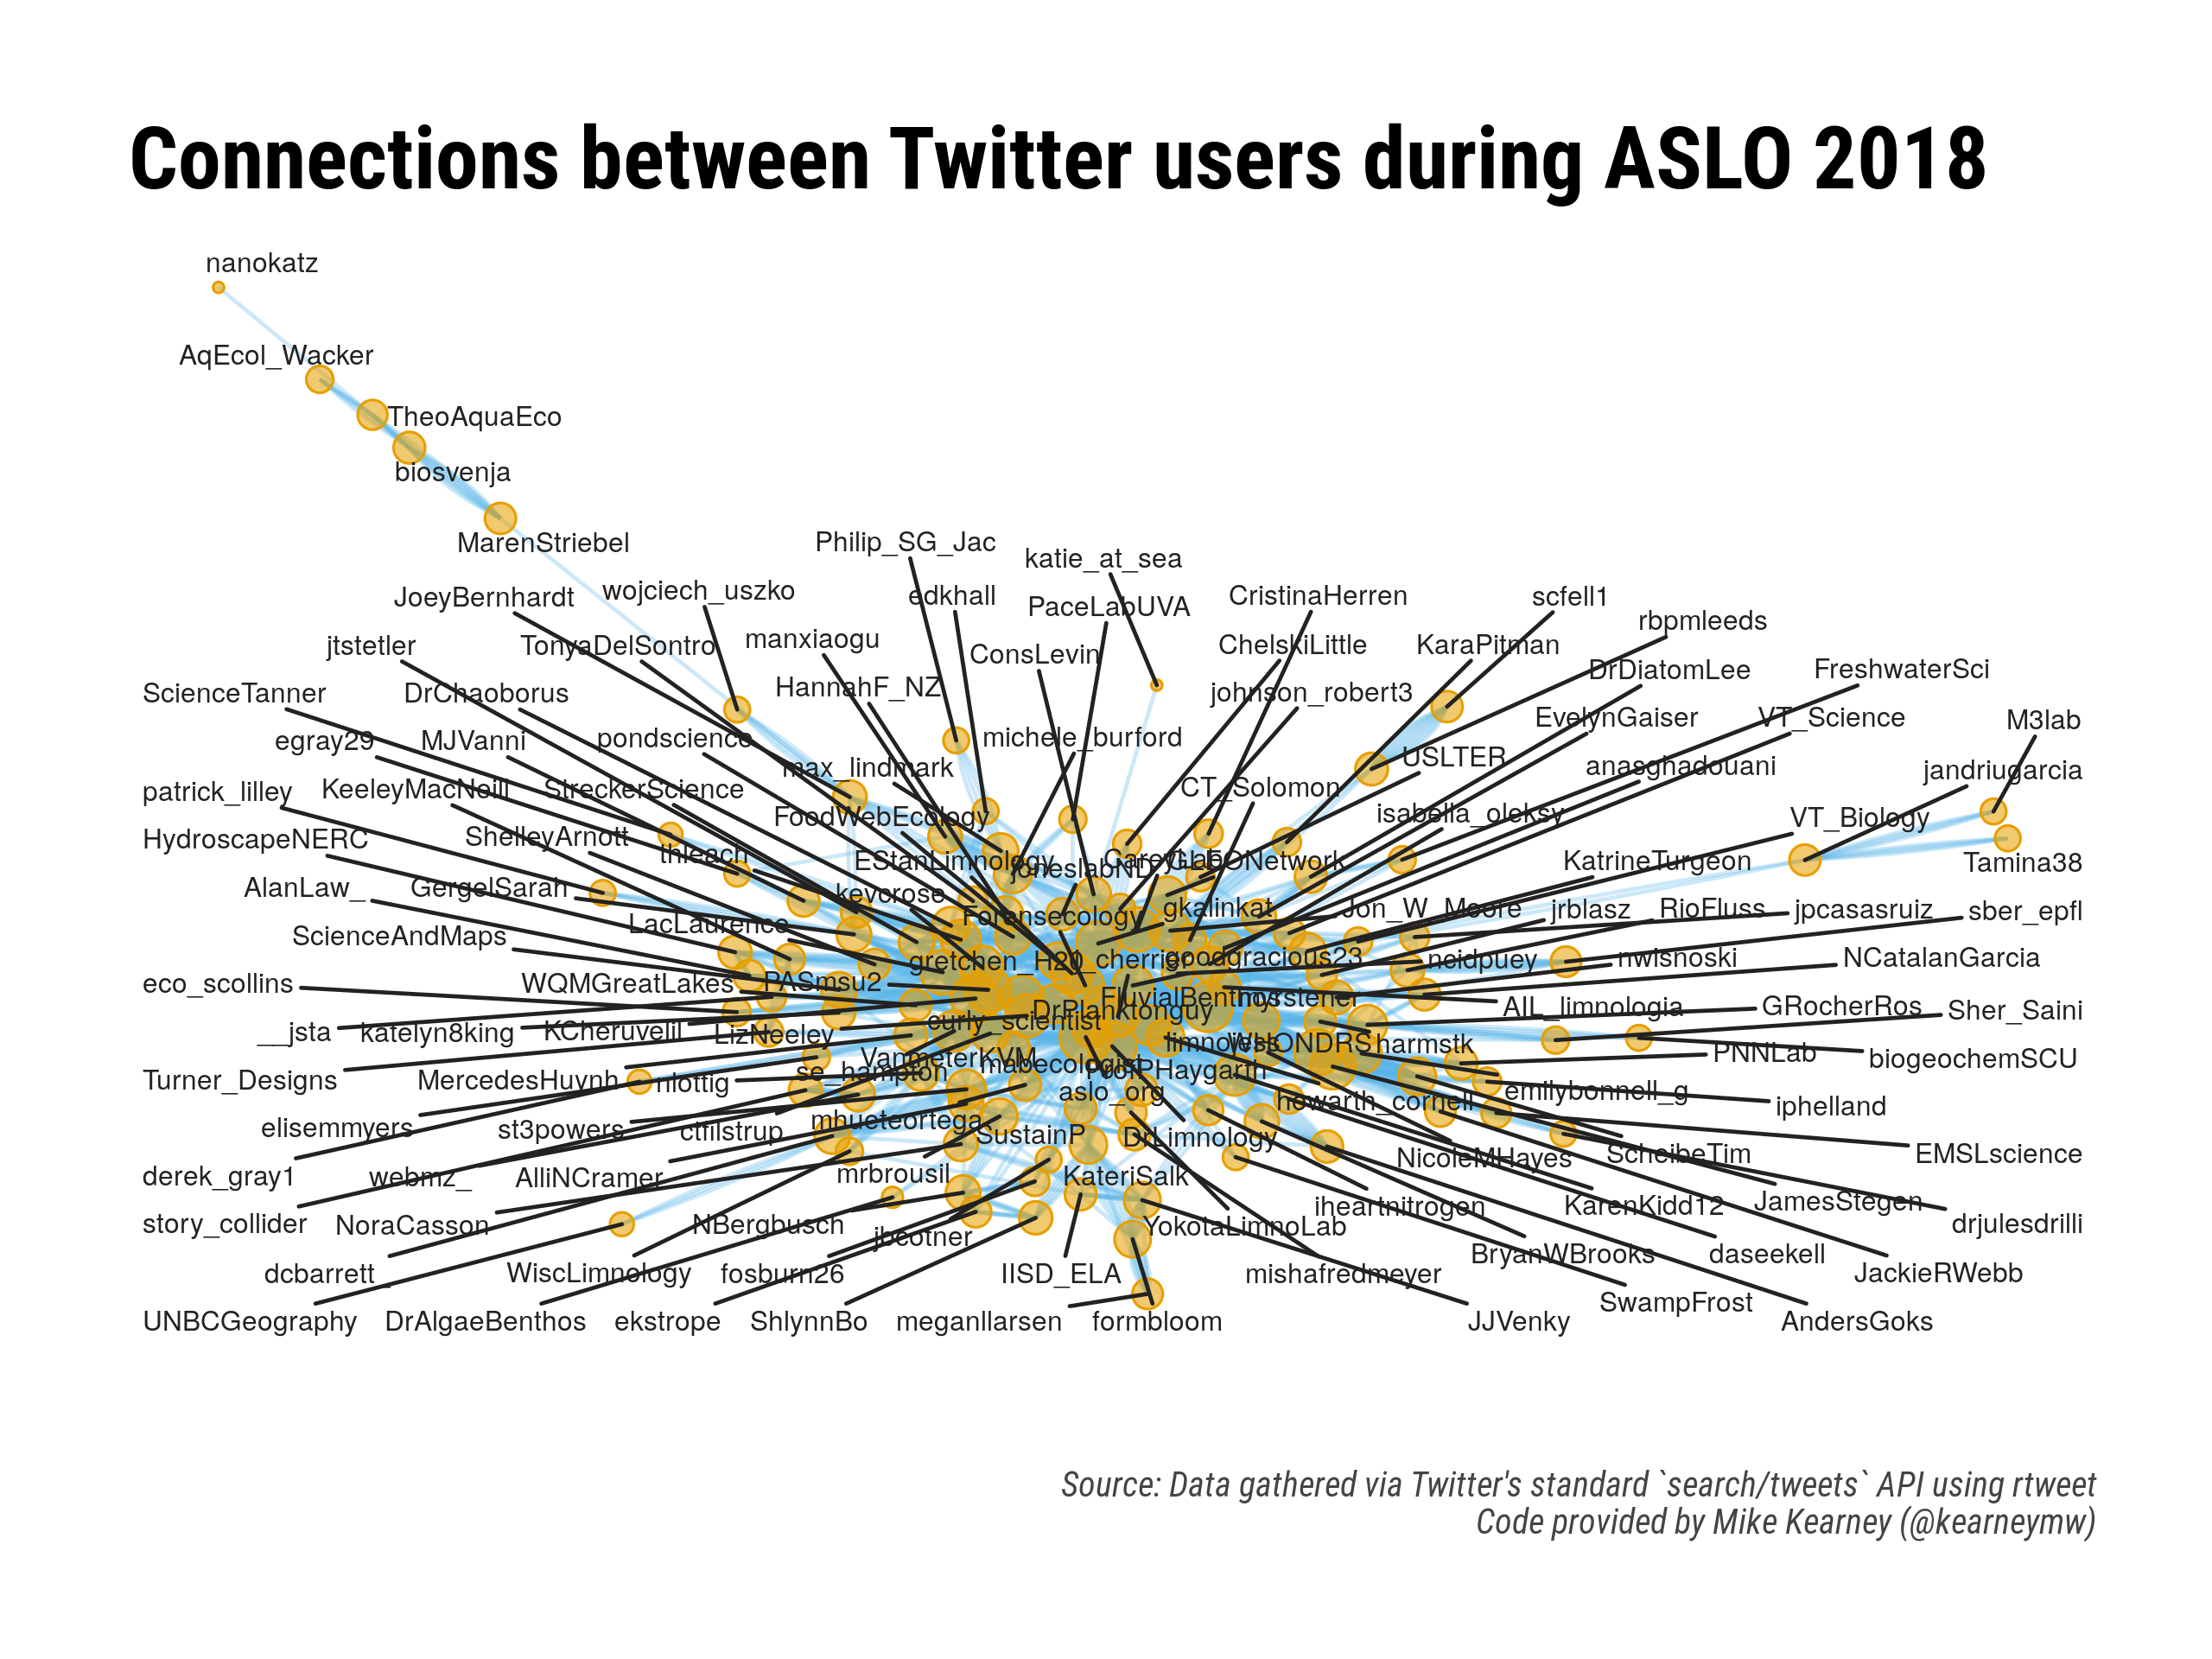 Connections between Twitter users during ASLO 2018
nanokatz
AqEcol_Wacker
TheoAquaEco
biosvenja
MarenStriebel
Philip_SG_Jac
katie_at_sea
JoeyBernhardt
wojciech_uszko
edkhall
PaceLabUVA
CristinaHerren
scfell1
rbpmleeds
jtstetler
TonyaDelSontro
manxiaogu
ConsLevin
ChelskiLittle
KaraPitman
DrDiatomLee
FreshwaterSci
ScienceTanner
DrChaoborus
HannahF_NZ
johnson_robert3
EvelynGaiser
VT_Science
M3lab
egray29
MJVanni
pondscience
michele_burford
USLTER
anasghadouani
jandriugarcia
patrick_lilley
KeeleyMacNeill
StreckerScience
max_lindmark
CT_Solomon
isabella_oleksy
VT_Biology
HydroscapeNERC
ShelleyArnott
FoodWebEcology
thleach
EStanLimnology
joneslabND
CareyLab
GLEONetwork
KatrineTurgeon
Tamina38
AlanLaw_
GergelSarah
kevcrose
Forensecology
gkalinkat
Jon_W_Moore
jrblasz
RioFluss
jpcasasruiz
sber_epfl
ScienceAndMaps
LacLaurence
gretchen_H20
_cherrier
goodgracious23
ncidpuey
nwisnoski
NCatalanGarcia
eco_scollins
WQMGreatLakes
PASmsu2
DrPlanktonguy
FluvialBenthos
AIL_limnologia
GRocherRos
Sher_Saini
__jsta
katelyn8king
KCheruvelil
LizNeeley
curly_scientist
limnojess
WHONDRS
harmstk
PNNLab
biogeochemSCU
Turner_Designs
MercedesHuynh
nlottig
se_hampton
VanmeterKVM
mabecologist
ProfPHaygarth
aslo_org
howarth_cornell
emilybonnell_g
iphelland
elisemmyers
st3powers
ctfilstrup
mhueteortega
SustainP
DrLimnology
NicoleMHayes
ScheibeTim
EMSLscience
derek_gray1
webmz_
AlliNCramer
mrbrousil
KateriSalk
iheartnitrogen
KarenKidd12
JamesStegen
drjulesdrilli
story_collider
NoraCasson
NBergbusch
jbcotner
YokotaLimnoLab
BryanWBrooks
daseekell
JackieRWebb
dcbarrett_
WiscLimnology
fosburn26
IISD_ELA
mishafredmeyer
SwampFrost
AndersGoks
UNBCGeography
DrAlgaeBenthos
ekstrope
ShlynnBo
meganllarsen
formbloom
JJVenky
Source: Data gathered via Twitter's standard `search/tweets` API using rtweet
Code provided by Mike Kearney (@kearneymw)